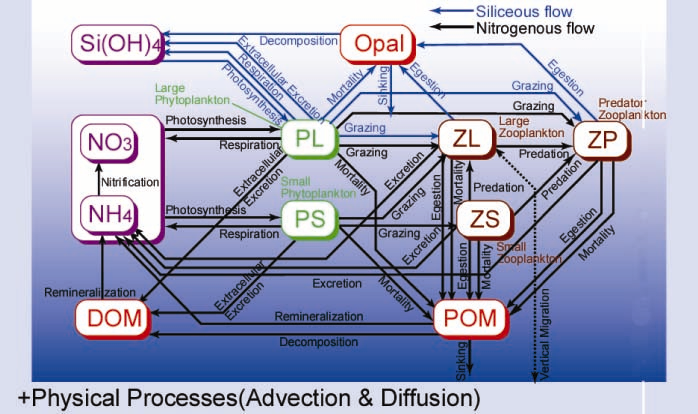 Siliceous flow
Nitrogenous flow
Si(OH)4
Decomposition
Opal
Extracellular Excretion
Respiration
Photosynthesis
Mortality
Sinking
Egestion
Grazing
Egestion
Large
Phytoplankton
Grazing
Predator
Zooplankton
NO3
Photosynthesis
Respiration
PL
Grazing
Grazing
Large
Zooplankton
ZL
Predation
ZP
Nitrification
Extracellular
Excretion
Small
Phytoplankton
Mortality
Excretion
Egestion
Mortality
Predation
Predation
NH4
Photosynthesis
Respiration
PS
Grazing
Grazing
Excretion
ZS
Small
Zooplankton
Egestion
Mortality
Egestion
Mortality
Excretion
Remineralization
Extracellular
Excretion
Mortality
Vertical Migration
DOM
Remineralization
Decomposition
POM
Sinking
+Physical Processes(Advection & Diffusion)